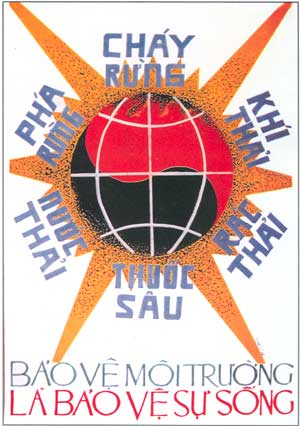 CHÁY
RỪNG
KHÍ
THẢI
RÁC
THẢI
THUỐC
SÂU
NƯỚC
THẢI
PHÁ
RỪNG
BẢO VỆ MÔI TRƯỜNG
LÀ BẢO VỆ SỰ SỐNG